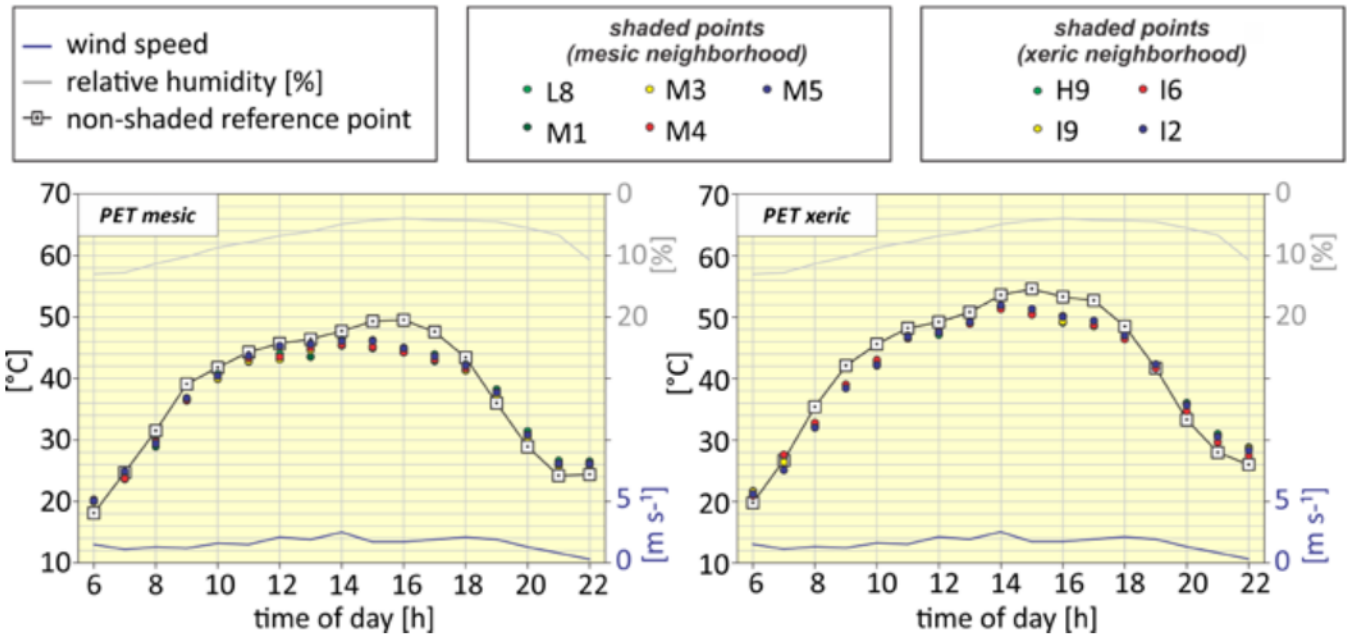 wind speed
relative humidity [%]
non-shaded reference point
shaded points
(mesic neighborhood)
L8 M3 M5
M1 M4
shaded points
(xeric neighborhood)
H9 I6
I9 I2
PET mesic
70
60
50
40
30
20
10
[°C]
0
10
20
[%]
5
0
[m s⁻¹]
6 8 10 12 14 16 18 20 22
time of day [h]
PET xeric
70
60
50
40
30
20
10
[°C]
0
10
20
[%]
5
0
[m s⁻¹]
6 8 10 12 14 16 18 20 22
time of day [h]